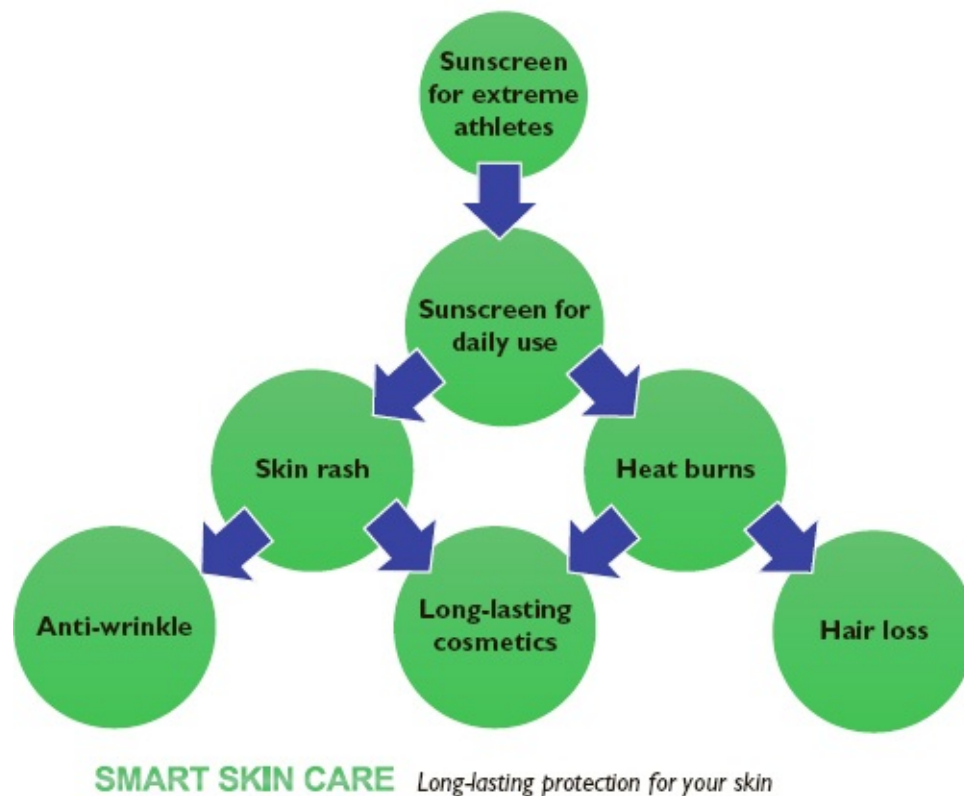 Sunscreen
for extreme
athletes
Sunscreen for
daily use
Skin rash
Heat burns
Anti-wrinkle
Long-lasting
cosmetics
Hair loss
SMART SKIN CARE Long-lasting protection for your skin